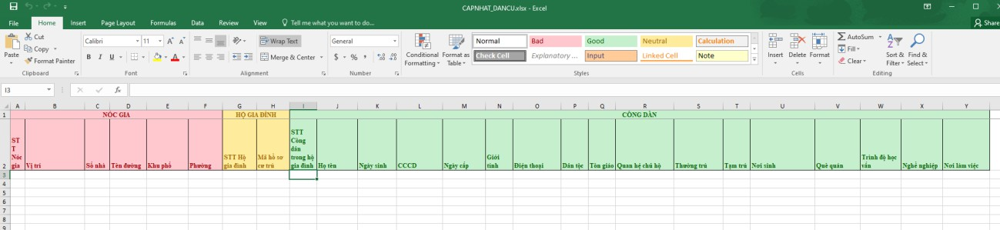 CAPNHAT_DANCU.xlsx - Excel
File Home Insert Page Layout Formulas Data Review View Tell me what you want to do... Share
Cut
Copy
Format Painter
Paste
Clipboard
Calibri 11
B I U
Font
Wrap Text
Merge & Center
Alignment
General
$ % ,
Number
Conditional Formatting
Format as Table
Normal Bad Good Neutral Calculation
Check Cell Explanatory ... Input Linked Cell Note
Styles
Insert Delete Format
Cells
AutoSum
Fill
Clear
Sort & Filter
Find & Select
Editing
I3 fx
A B C D E F G H I J K L M N O P Q R S T U V W X Y
1 NÓC GIA HỘ GIA ĐÌNH CÔNG DÂN
2
STT Nóc gia
Vị trí
Số nhà
Tên đường
Khu phố
Phường
STT Hộ gia đình
Mã hồ sơ cư trú
STT Công dân trong hộ gia đình
Họ tên
Ngày sinh
CCCD
Ngày cấp
Giới tính
Điện thoại
Dân tộc
Tôn giáo
Quan hệ chủ hộ
Thường trú
Tạm trú
Nơi sinh
Quê quán
Trình độ học vấn
Nghề nghiệp
Nơi làm việc
3
4
5
6
7
8
9